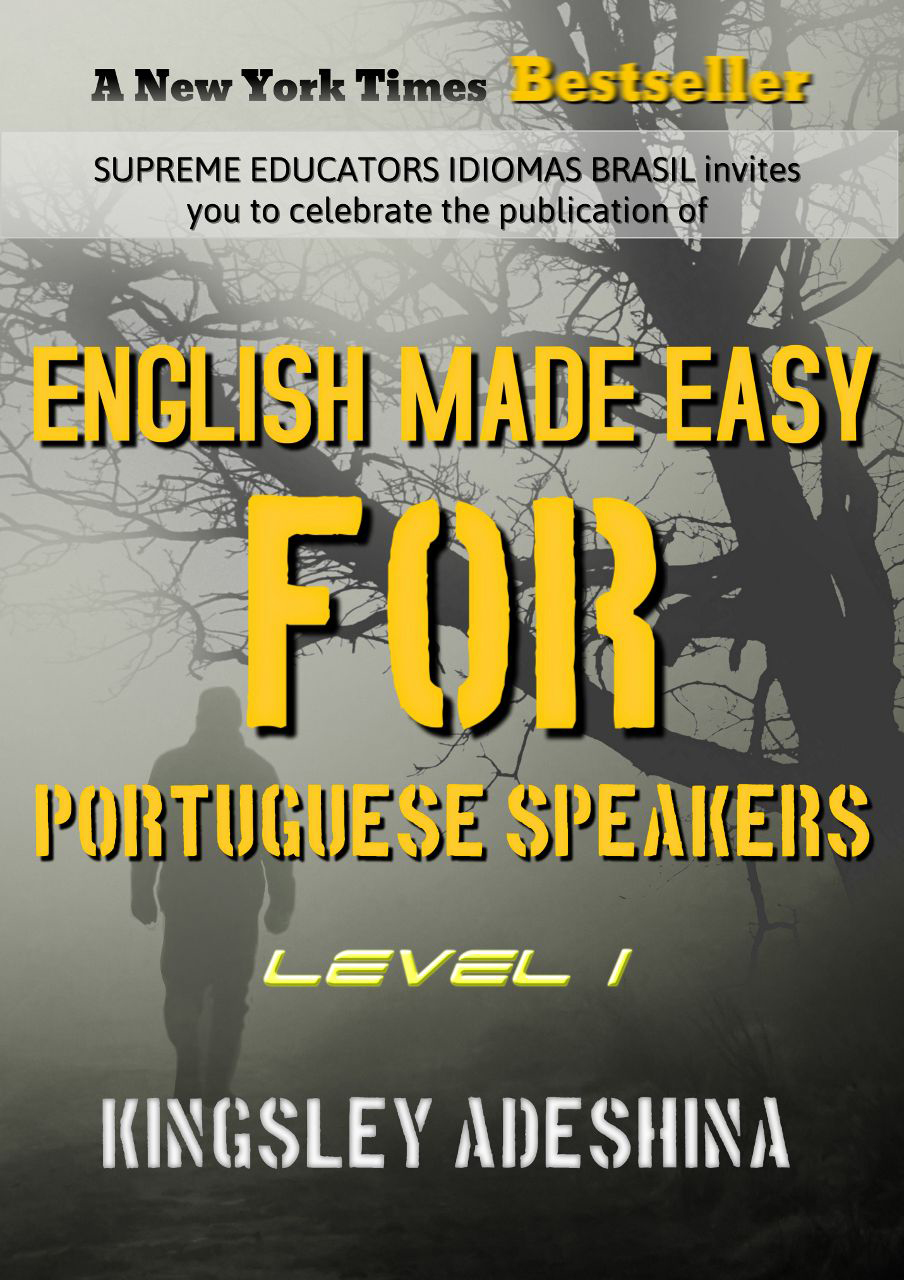 A New York Times Bestseller
SUPREME EDUCATORS IDIOMAS BRASIL invites
you to celebrate the publication of
ENGLISH MADE EASY
FOR
PORTUGUESE SPEAKERS
LEVEL 1
KINGSLEY ADESHINA